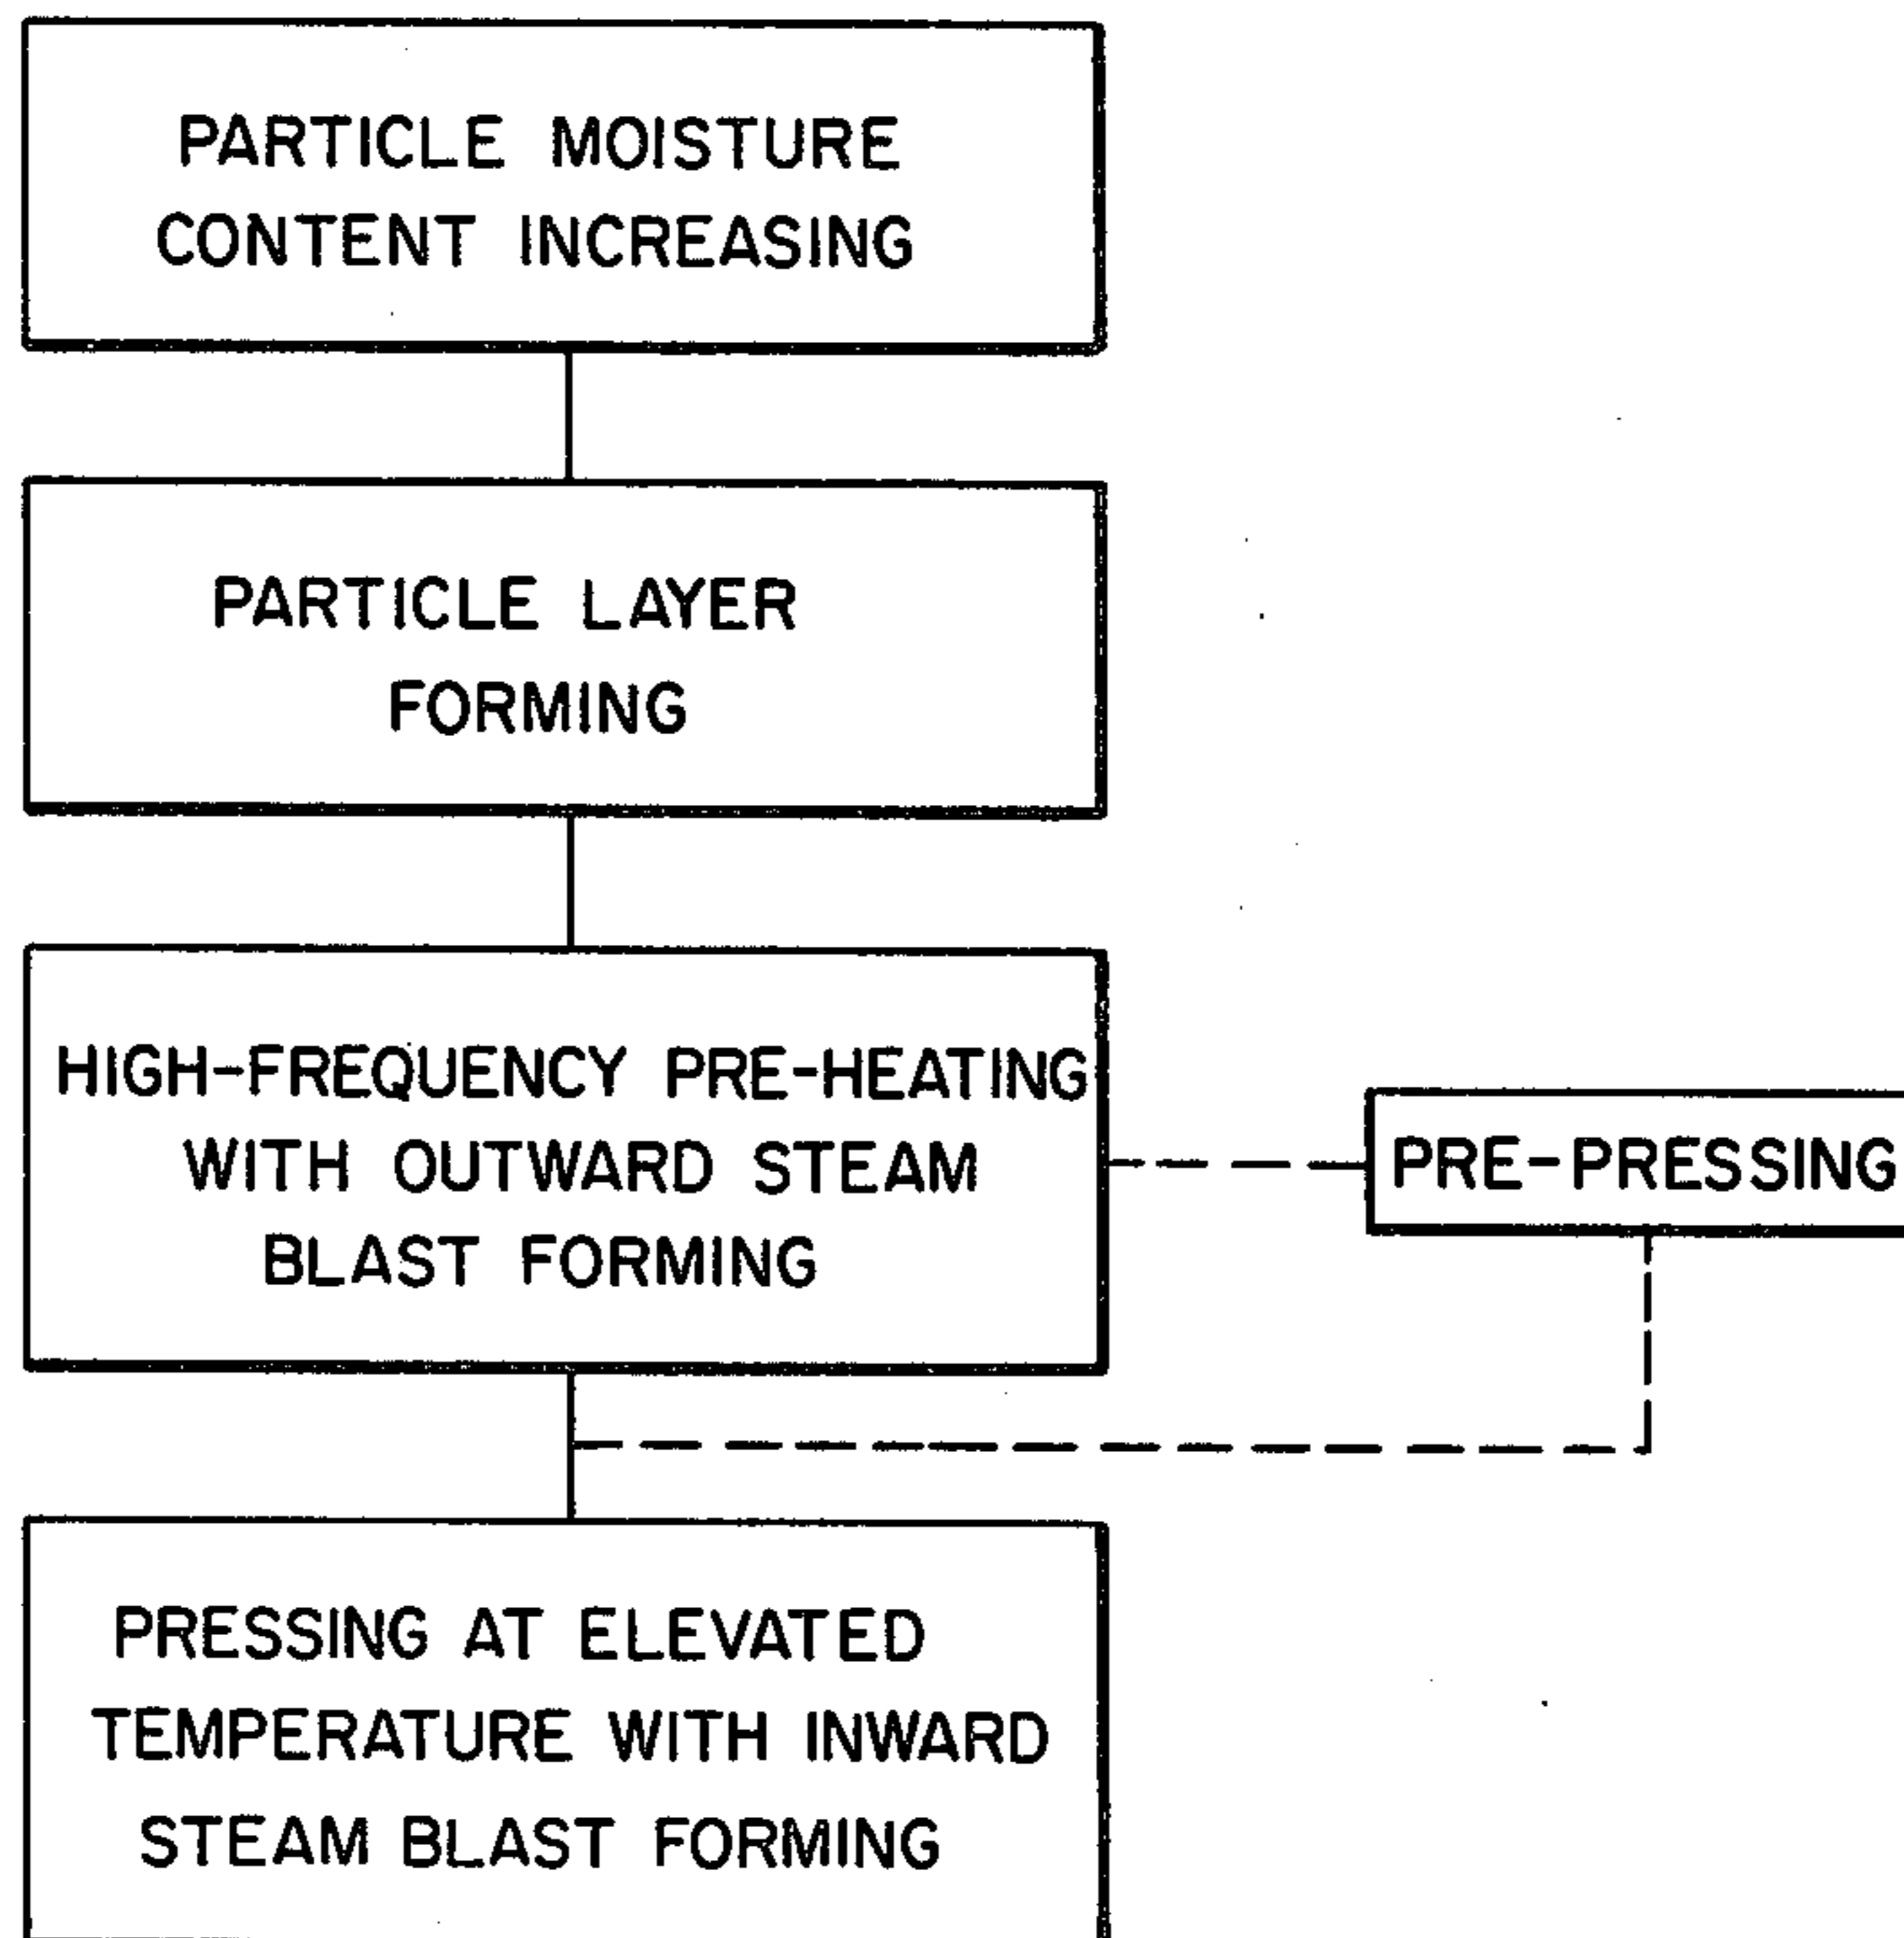 PARTICLE MOISTURE
CONTENT INCREASING
PARTICLE LAYER
FORMING
HIGH-FREQUENCY PRE-HEATING
WITH OUTWARD STEAM
BLAST FORMING
PRE-PRESSING
PRESSING AT ELEVATED
TEMPERATURE WITH INWARD
STEAM BLAST FORMING